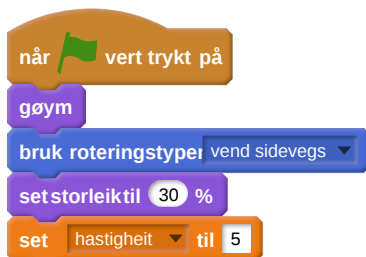 når vert trykt på
gøym
bruk roteringstypen vend sidevegs
set storleik til 30 %
set hastigheit til 5